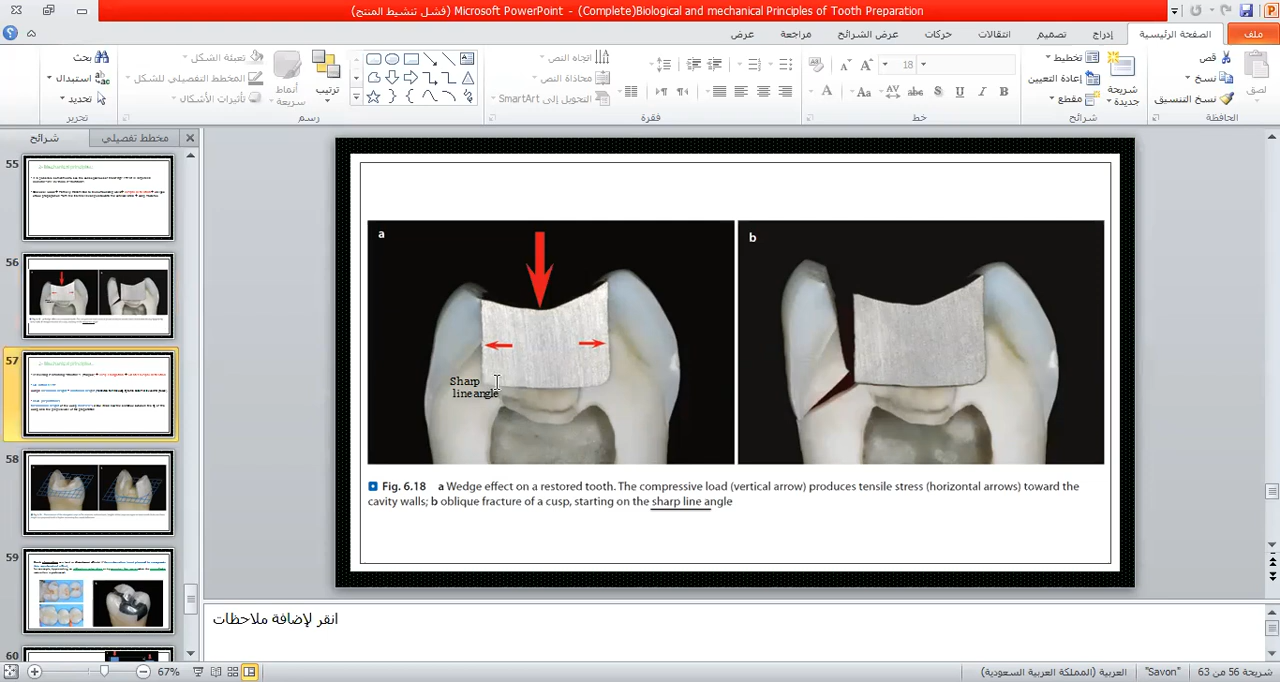 (Complete)Biological and mechanical Principles of Tooth Preparation - Microsoft PowerPoint (فشل تنشيط المنتج)
ملف
الصفحة الرئيسية
إدراج
تصميم
انتقالات
حركات
عرض الشرائح
مراجعة
عرض
لصق
قص
نسخ
نسخ التنسيق
الحافظة
شريحة جديدة
تخطيط
إعادة التعيين
مقطع
شرائح
18
خط
فقرة
اتجاه النص
محاذاة النص
التحويل إلى SmartArt
رسم
ترتيب
أنماط سريعة
تعبئة الشكل
المخطط التفصيلي للشكل
تأثيرات الأشكال
بحث
استبدال
تحديد
تحرير
شرائح
مخطط تفصيلي
55
56
57
58
59
60
a
b
Sharp
line angle
Fig. 6.18 a Wedge effect on a restored tooth. The compressive load (vertical arrow) produces tensile stress (horizontal arrows) toward the
cavity walls; b oblique fracture of a cusp, starting on the sharp line angle
انقر لإضافة ملاحظات
شريحة 56 من 63
"Savon"
العربية (المملكة العربية السعودية)
67%